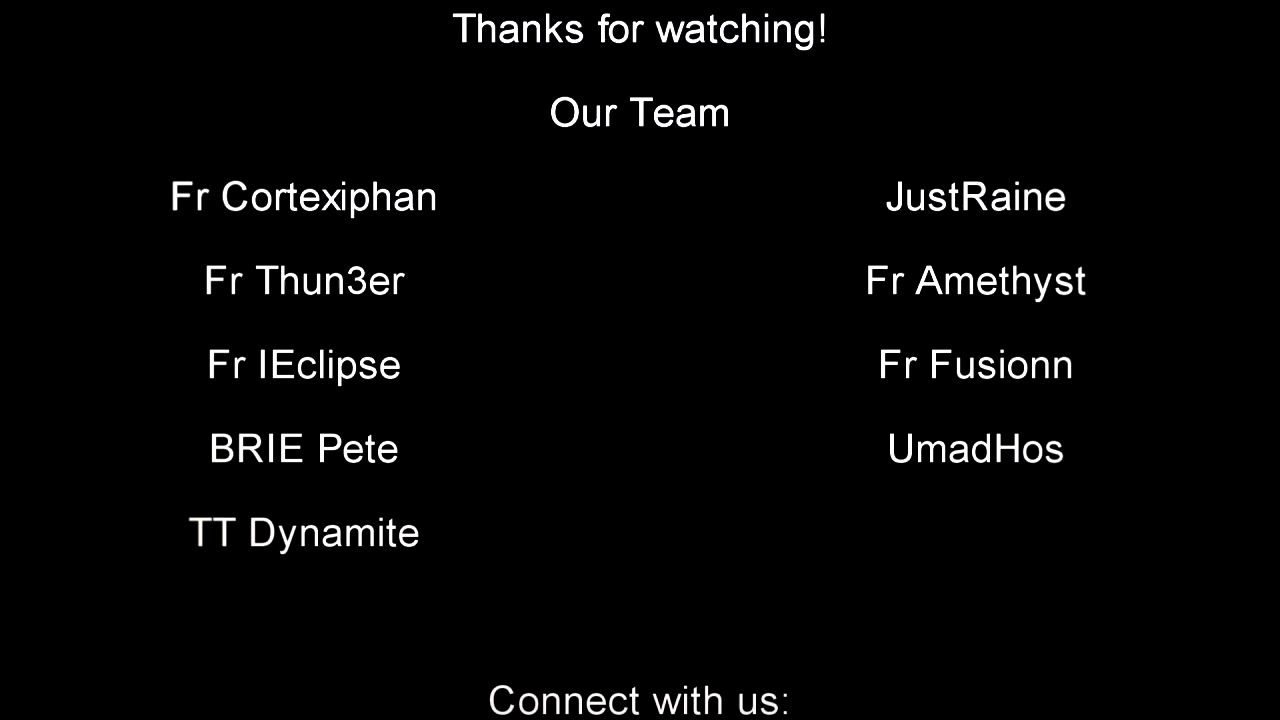 Thanks for watching!
Our Team
Fr Cortexiphan JustRaine
Fr Thun3er Fr Amethyst
Fr IEclipse Fr Fusionn
BRIE Pete UmadHos
TT Dynamite
Connect with us: